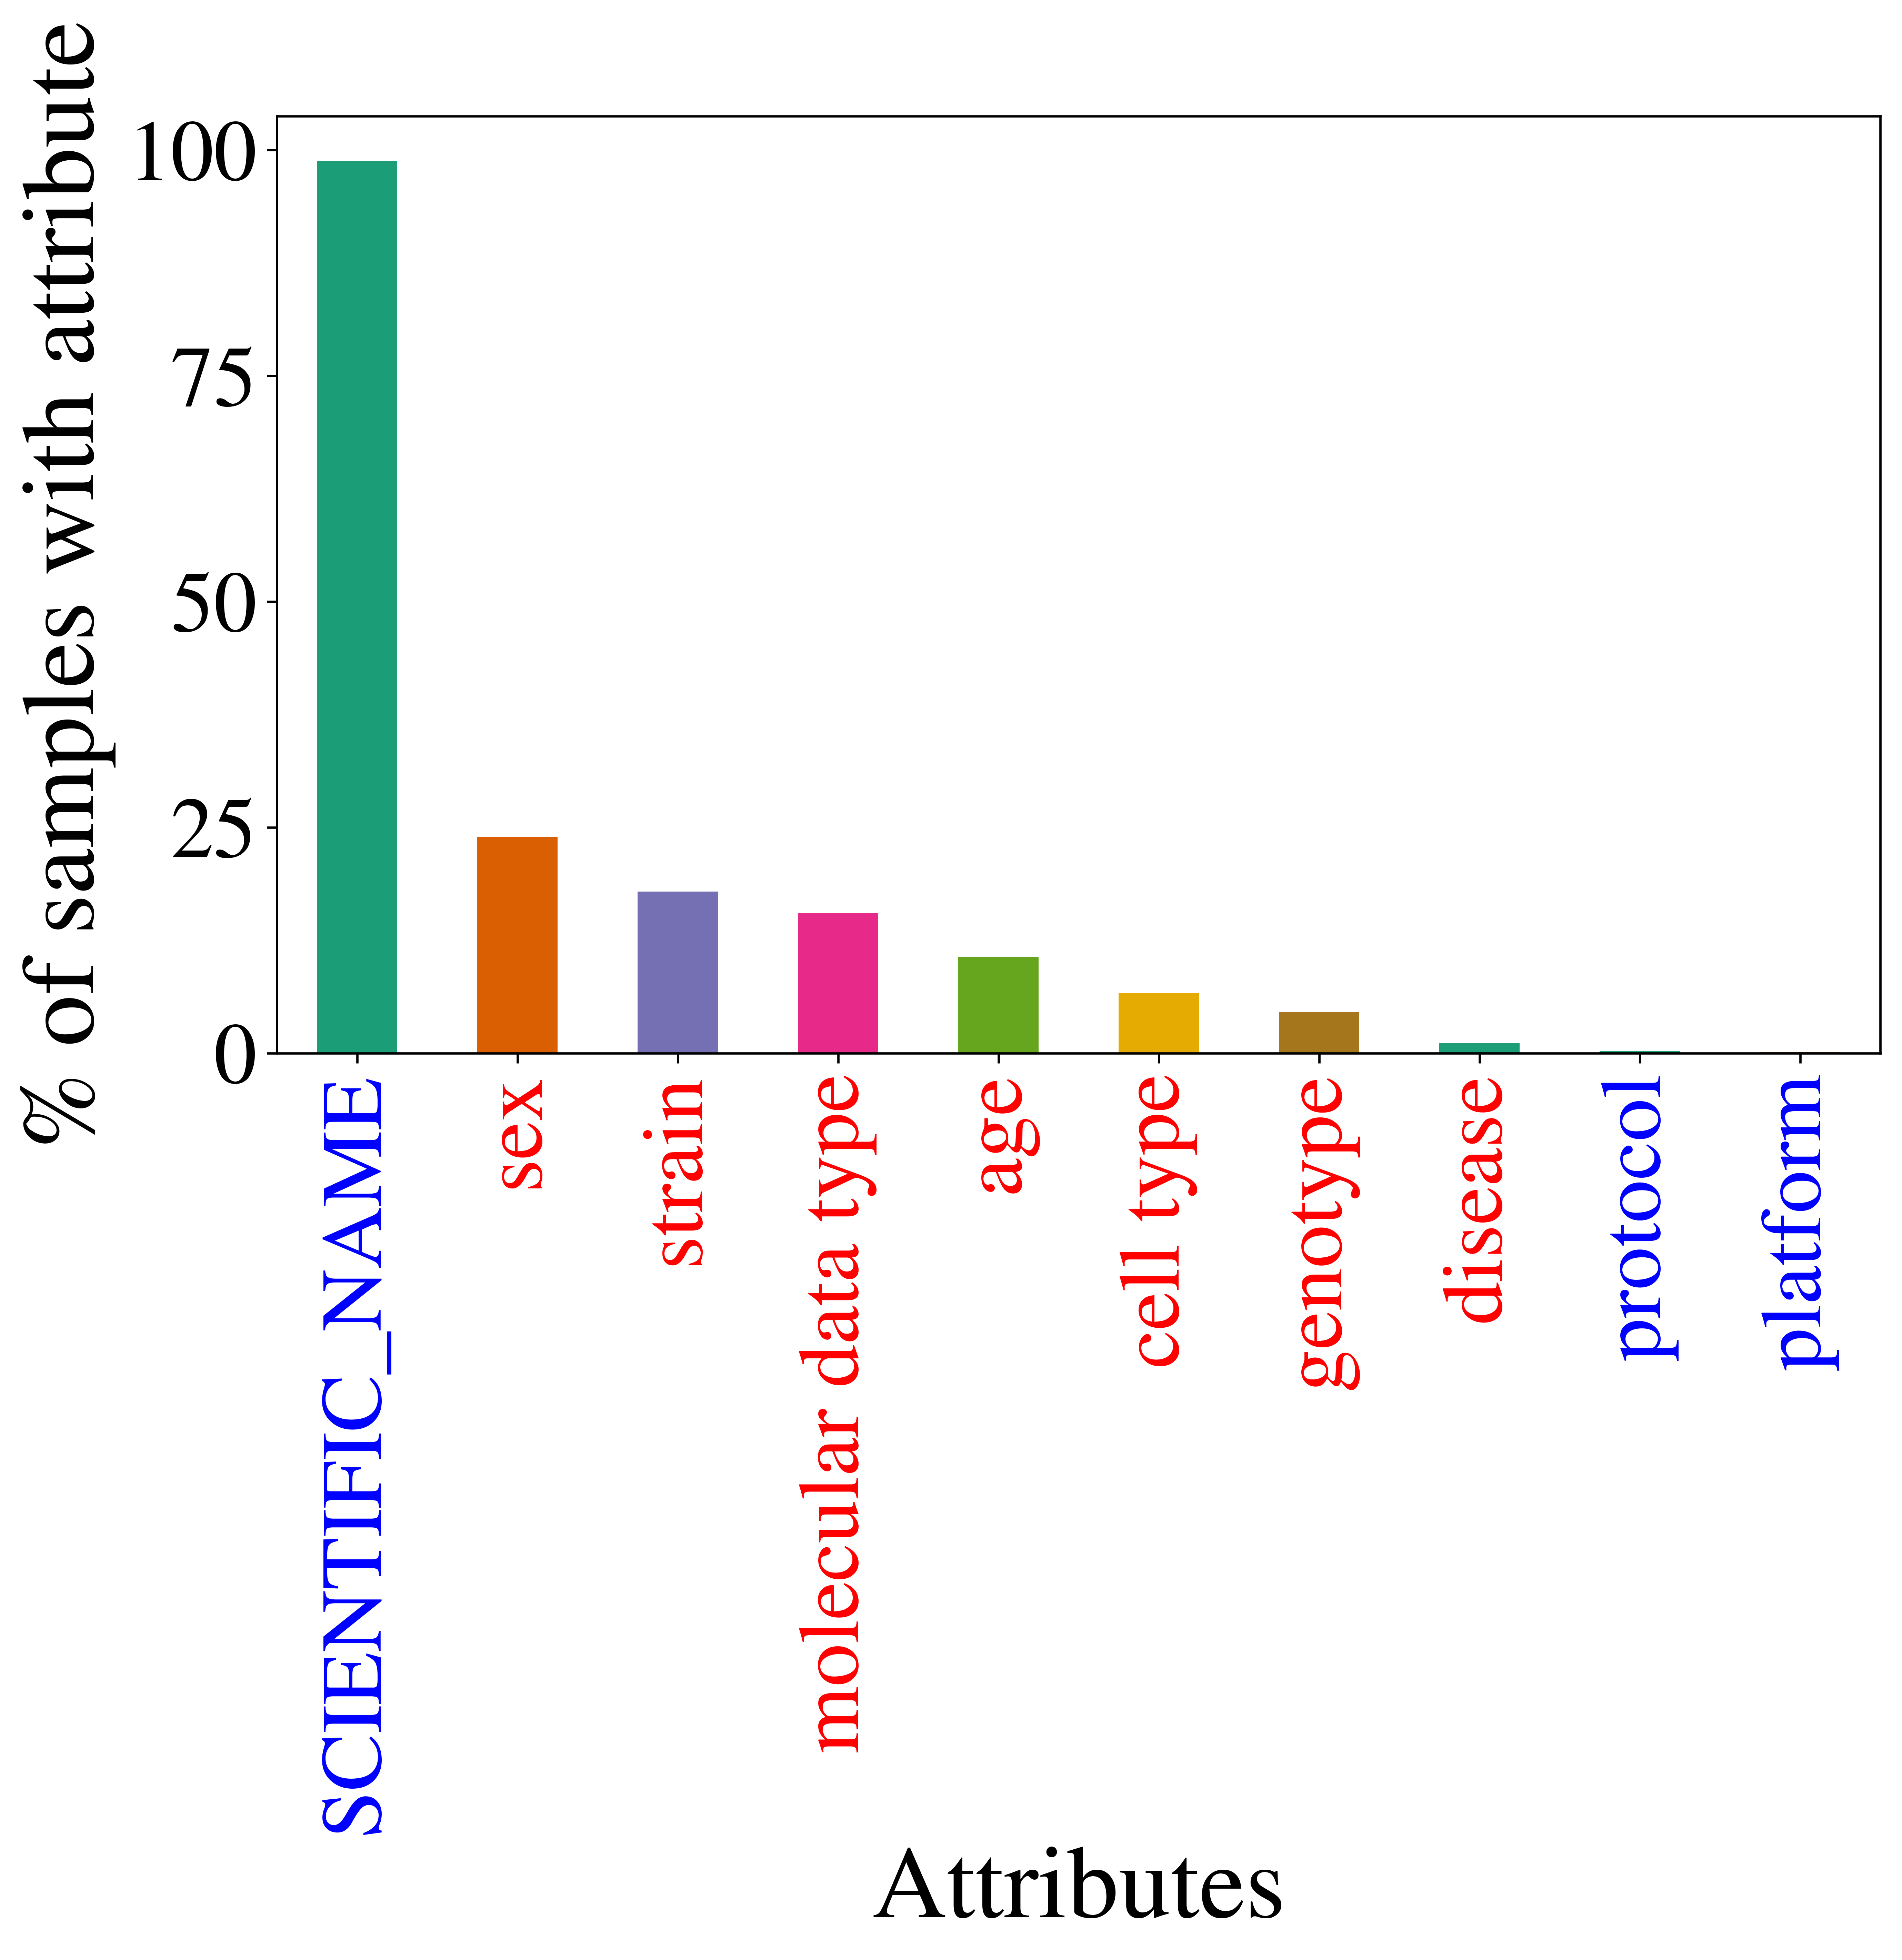 % of samples with attribute
100
75
50
25
0
SCIENTIFIC_NAME
sex
strain
molecular data type
age
cell type
genotype
disease
protocol
platform
Attributes